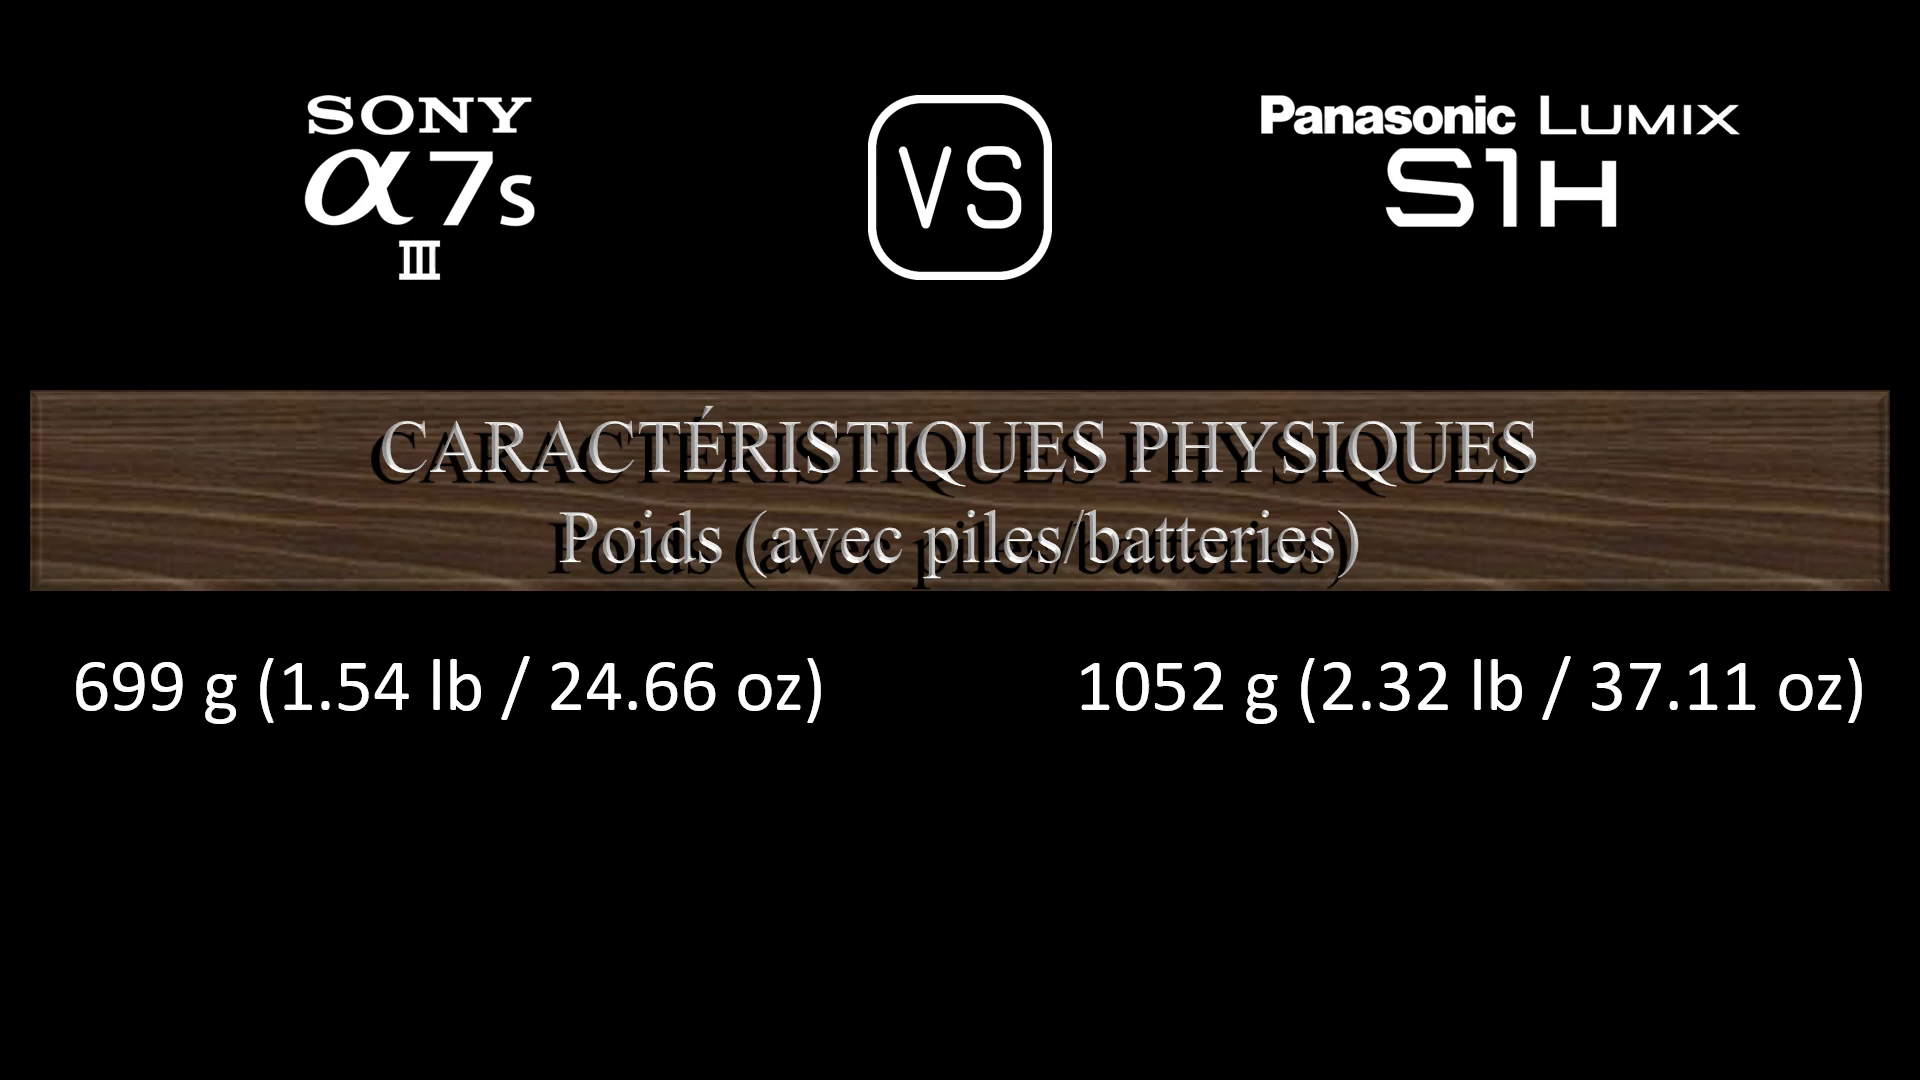 SONY
α7s
III
VS
Panasonic LUMIX
S1H
CARACTÉRISTIQUES PHYSIQUES
Poids (avec piles/batteries)
699 g (1.54 lb / 24.66 oz)
1052 g (2.32 lb / 37.11 oz)